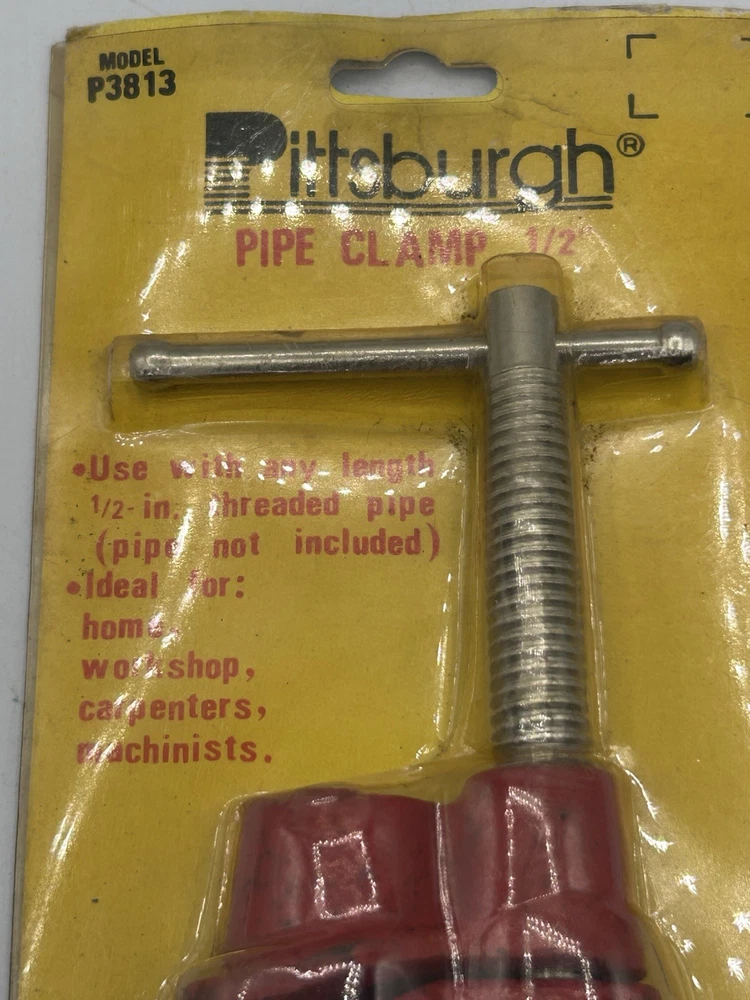 MODEL
P3813
Pittsburgh®
PIPE CLAMP 1/2"
•Use with any length
1/2-in. threaded pipe
(pipe not included)
•Ideal for:
home,
workshop,
carpenters,
machinists.